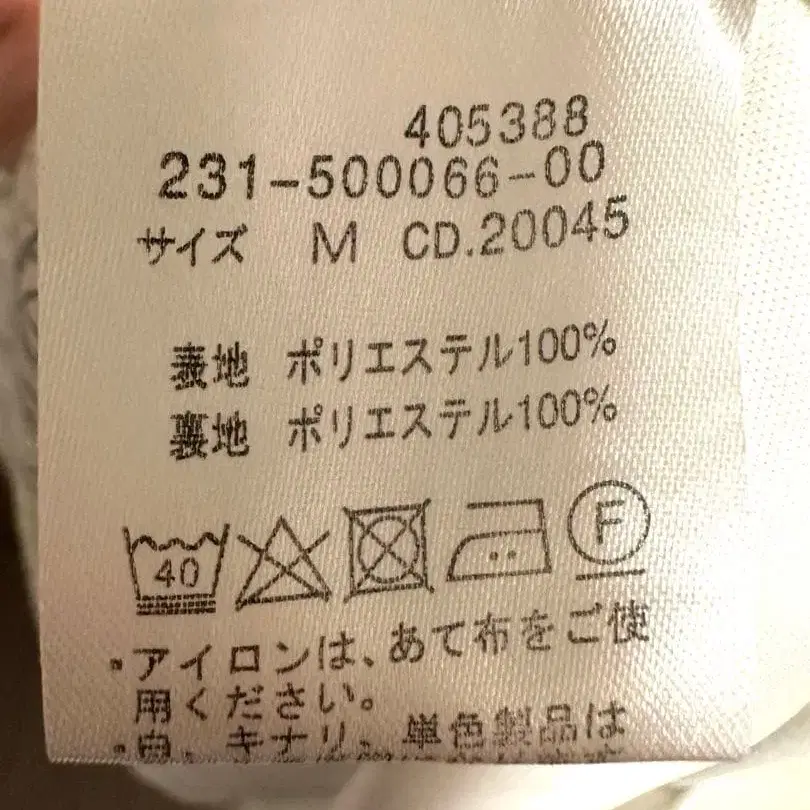 405388
231-500066-00
サイズ M CD.20045
表地 ポリエステル100%
裏地 ポリエステル100%
40 F
・アイロンは、あて布をご使
用ください。
・白、キナリ、単色製品は